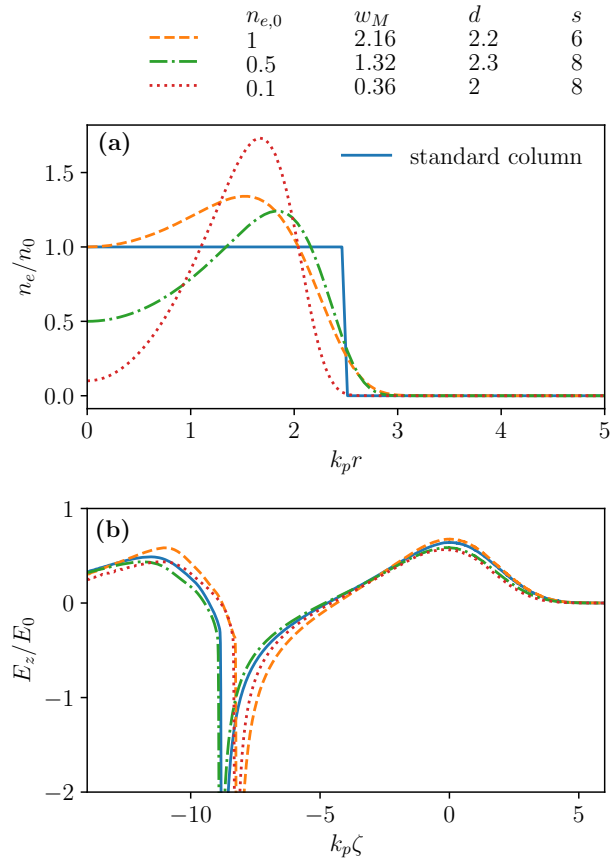 n_{e,0} w_M d s
1 2.16 2.2 6
0.5 1.32 2.3 8
0.1 0.36 2 8
(a)
standard column
1.5
1.0
0.5
0.0
n_e/n_0
0 1 2 3 4 5
k_p r
(b)
1
0
−1
−2
E_z/E_0
−10 −5 0 5
k_p ζ